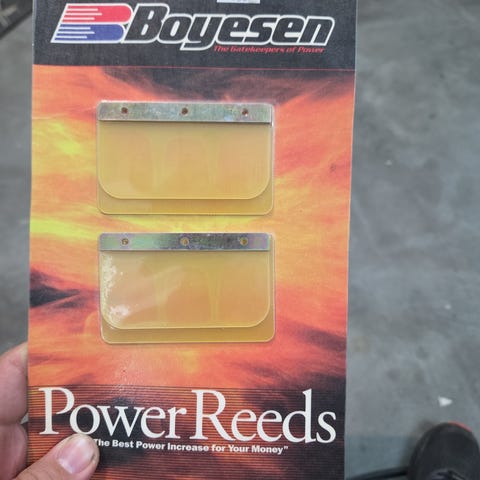 Boyesen
The Gatekeepers of Power
Power Reeds
"The Best Power Increase for Your Money"